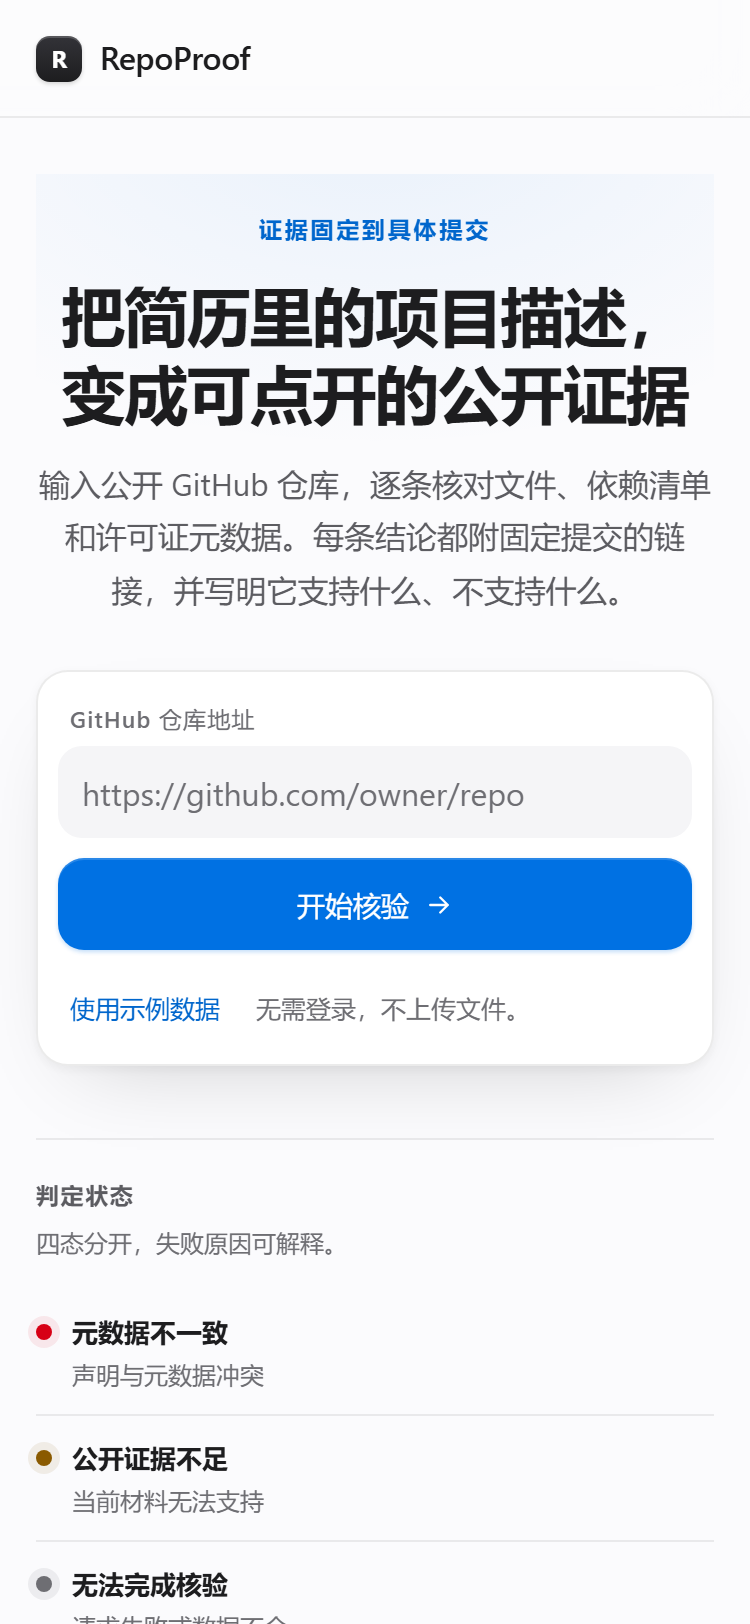 R RepoProof
证据固定到具体提交
把简历里的项目描述，
变成可点开的公开证据
输入公开 GitHub 仓库，逐条核对文件、依赖清单
和许可证元数据。每条结论都附固定提交的链
接，并写明它支持什么、不支持什么。
GitHub 仓库地址
https://github.com/owner/repo
开始核验 →
使用示例数据 无需登录，不上传文件。
判定状态
四态分开，失败原因可解释。
元数据不一致
声明与元数据冲突
公开证据不足
当前材料无法支持
无法完成核验